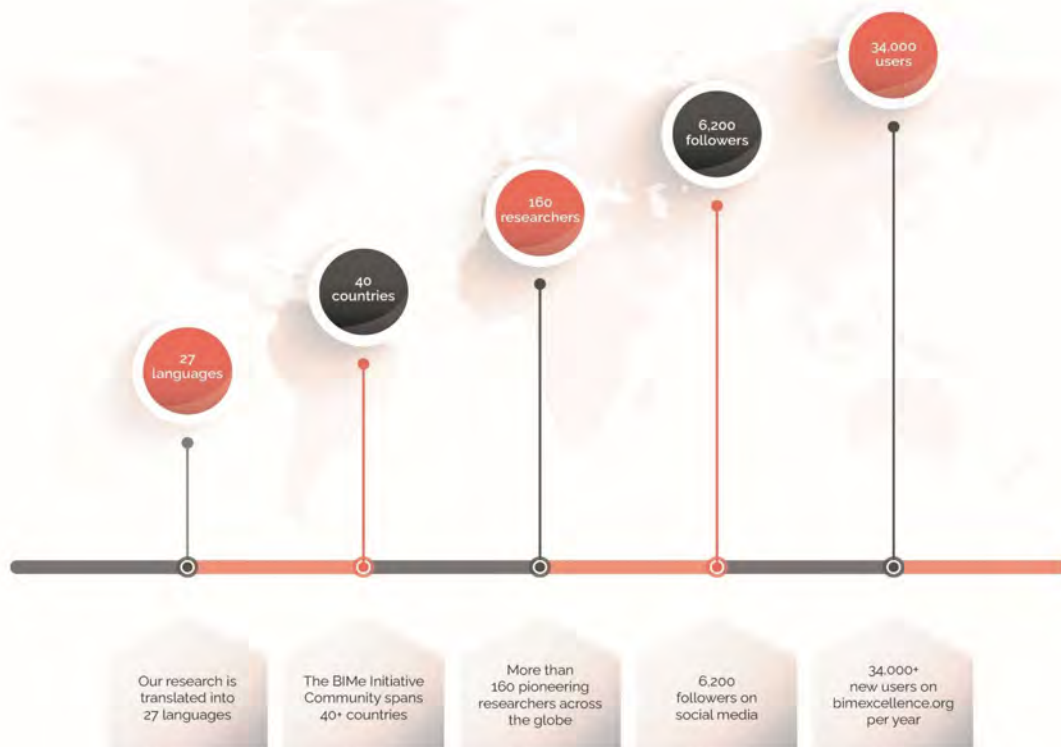 34,000
users
6,200
followers
160
researchers
40
countries
27
languages
Our research is
translated into
27 languages
The BIMe Initiative
Community spans
40+ countries
More than
160 pioneering
researchers across
the globe
6,200
followers on
social media
34,000+
new users on
bimexcellence.org
per year